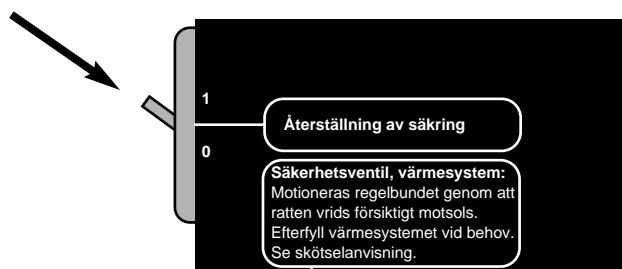 1
Återställning av säkring
0
Säkerhetsventil, värmesystem:
Motioneras regelbundet genom att
ratten vrids försiktigt motsols.
Efterfyll värmesystemet vid behov.
Se skötselanvisning.